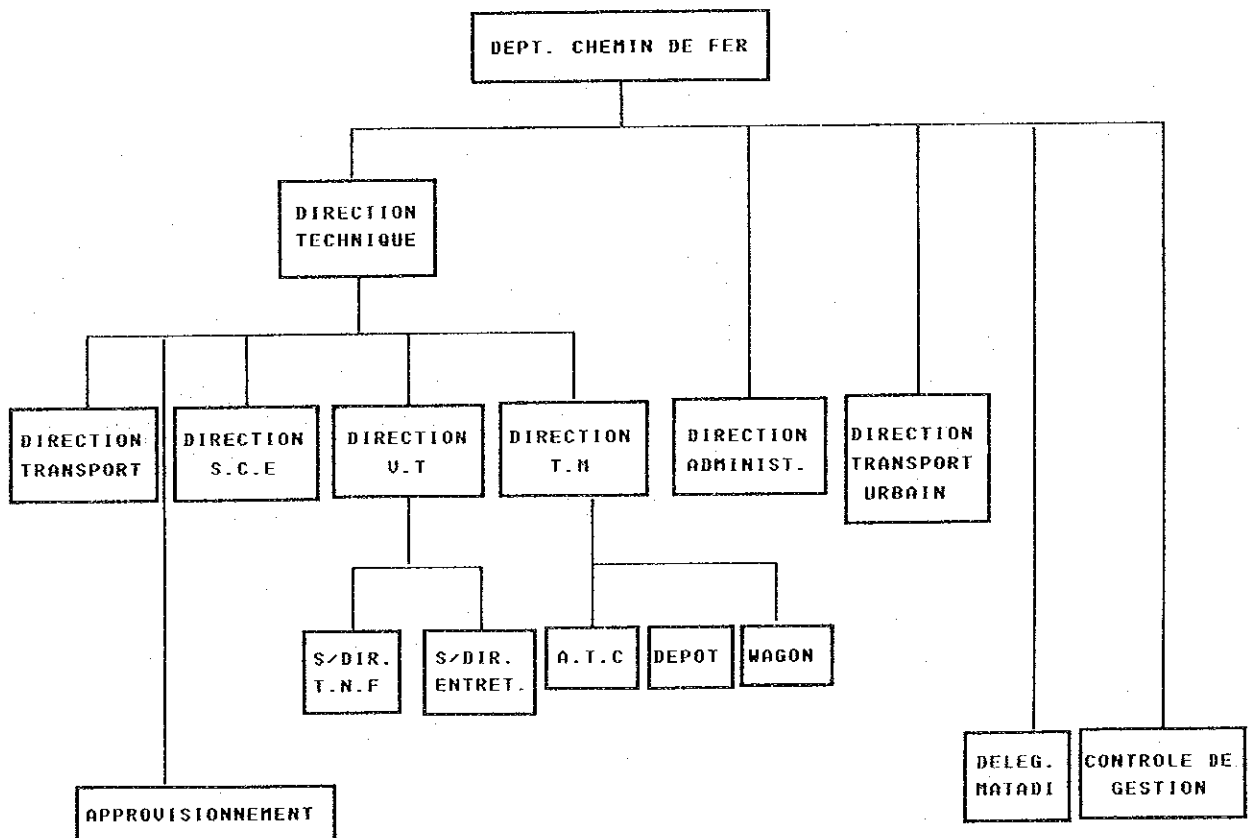 DEPT. CHEMIN DE FER
DIRECTION
TECHNIQUE
DIRECTION
TRANSPORT
DIRECTION
S.C.E
DIRECTION
V.T
DIRECTION
T.M
DIRECTION
ADMINIST.
DIRECTION
TRANSPORT
URBAIN
S/DIR.
T.N.F
S/DIR.
ENTRET.
A.T.C
DEPOT
WAGON
DELEG.
MATADI
CONTROLE DE
GESTION
APPROVISIONNEMENT